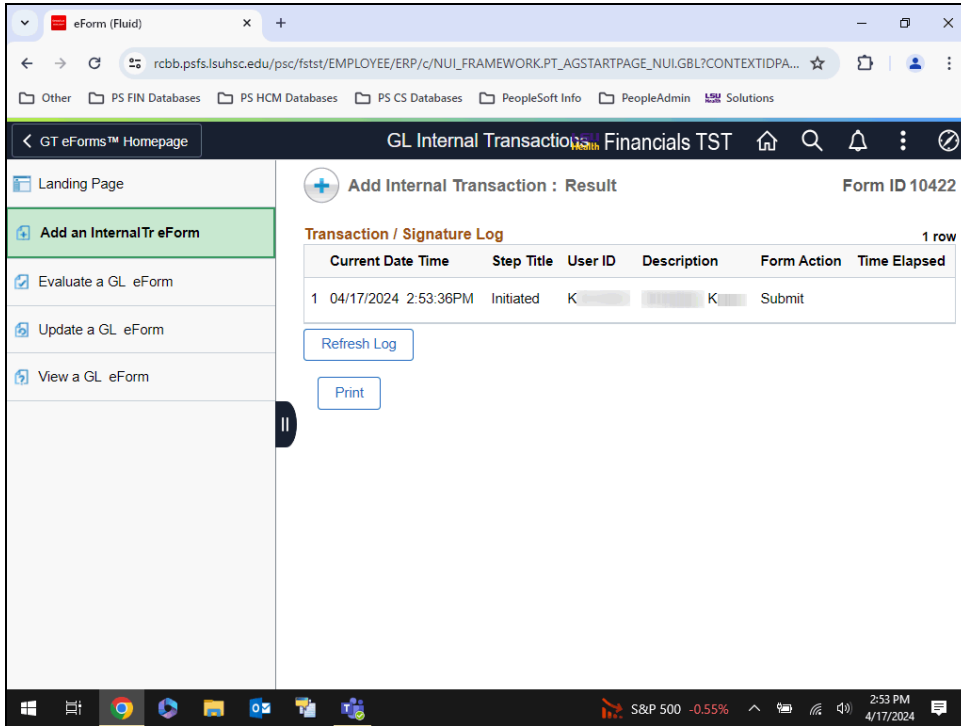 eForm (Fluid)
rcbb.psfs.lsuhsc.edu/psc/fstst/EMPLOYEE/ERP/c/NUI_FRAMEWORK.PT_AGSTARTPAGE_NUI.GBL?CONTEXTIDPA...
Other PS FIN Databases PS HCM Databases PS CS Databases PeopleSoft Info PeopleAdmin Solutions
GT eForms™ Homepage GL Internal Transactions Health Financials TST
Landing Page
Add an InternalTr eForm
Evaluate a GL eForm
Update a GL eForm
View a GL eForm
Add Internal Transaction : Result Form ID 10422
Transaction / Signature Log 1 row
Current Date Time Step Title User ID Description Form Action Time Elapsed
1 04/17/2024 2:53:36PM Initiated K K Submit
Refresh Log
Print
S&P 500 -0.55% 2:53 PM
4/17/2024